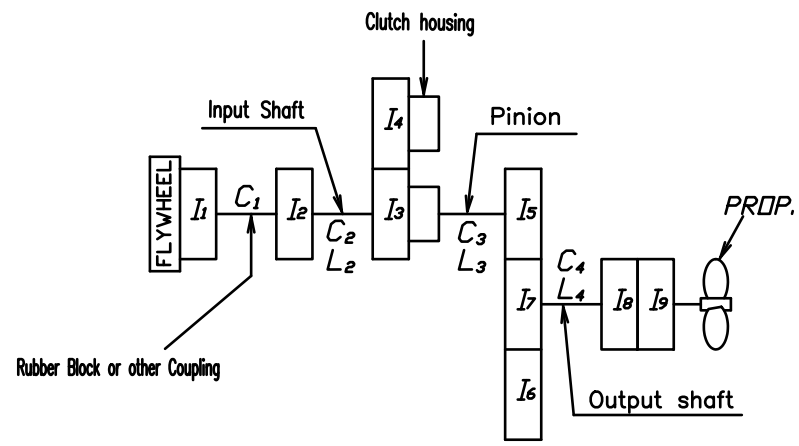 Clutch housing
Input Shaft
I4
Pinion
FLYWHEEL
I1
C1
I2
C2
L2
I3
C3
L3
I5
PROP.
C4
L4
I7
I8
I9
I6
Rubber Block or other Coupling
Output shaft